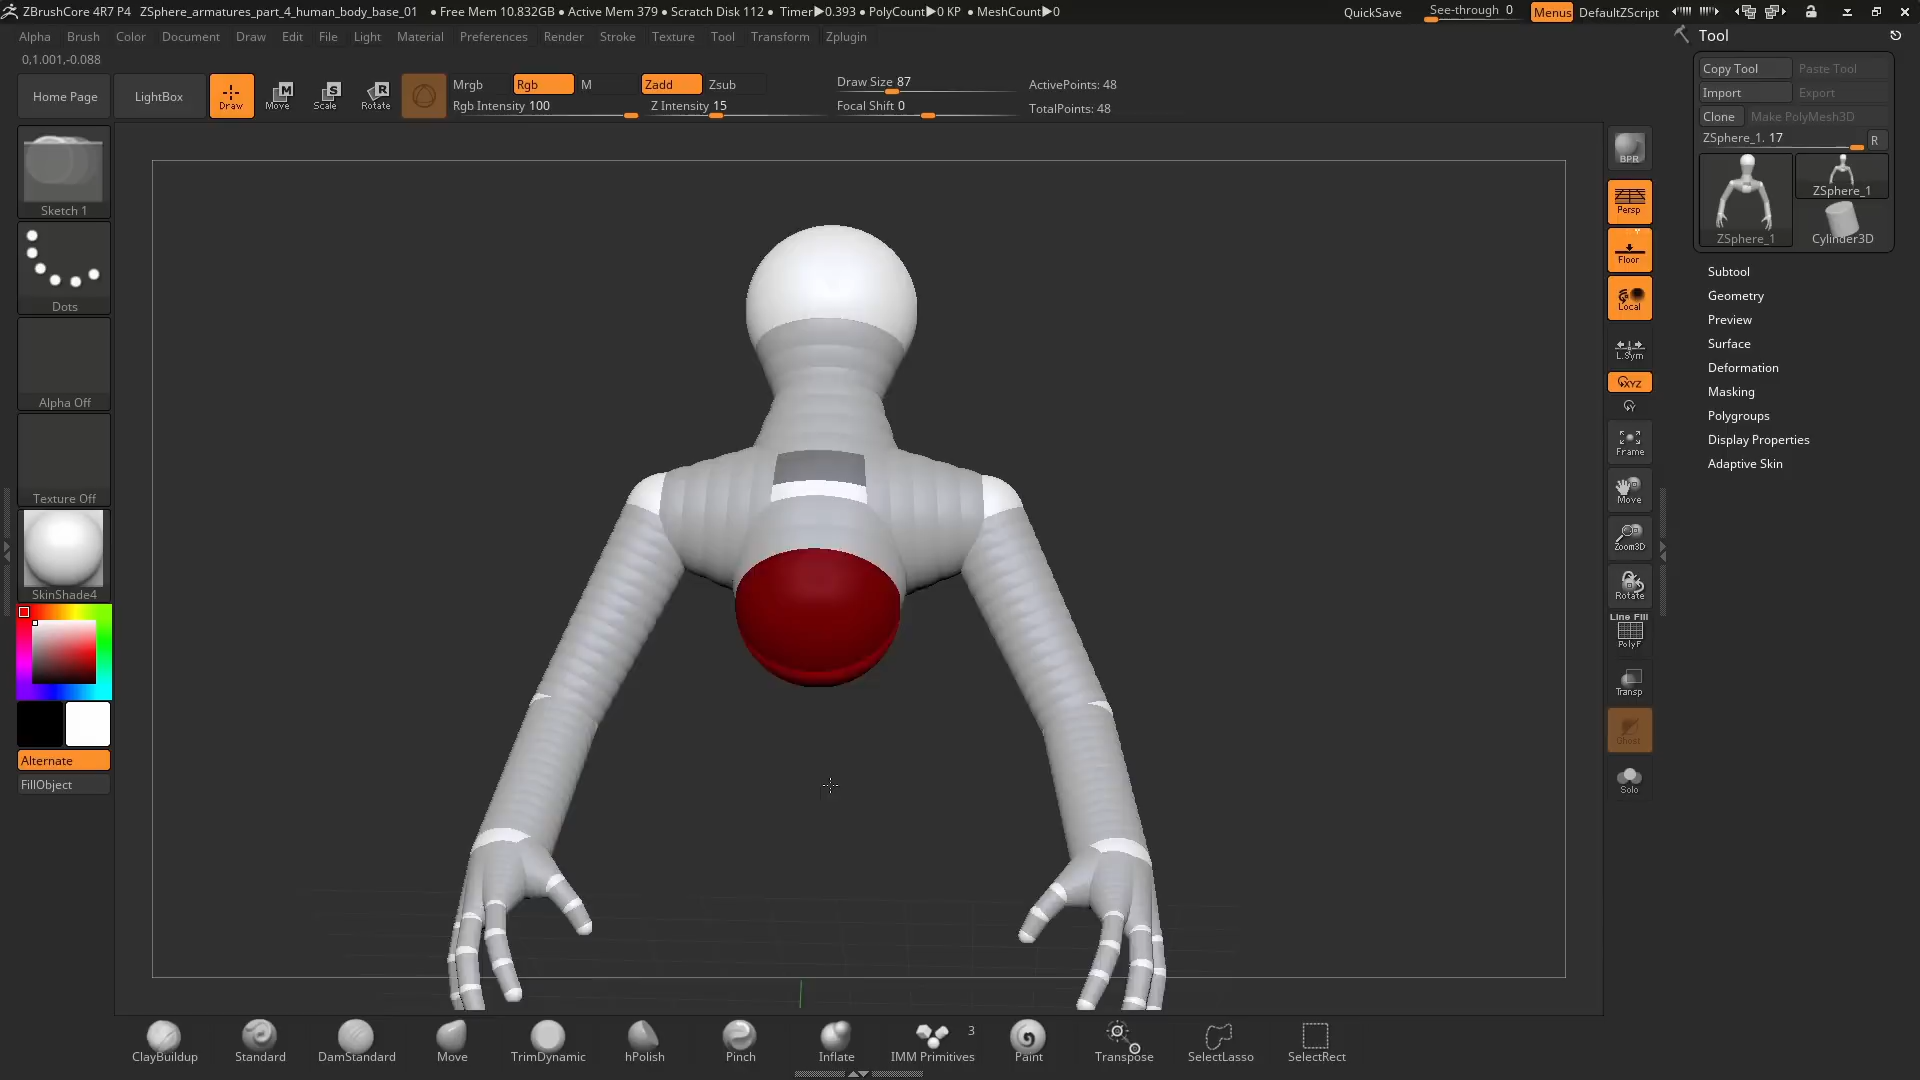 ZBrushCore 4R7 P4 ZSphere_armatures_part_4_human_body_base_01 ● Free Mem 10.832GB ● Active Mem 379 ● Scratch Disk 112 ● Timer▶0.393 ● PolyCount▶0 KP ● MeshCount▶0 QuickSave See-through 0 Menus DefaultZScript
Alpha Brush Color Document Draw Edit File Light Material Preferences Render Stroke Texture Tool Transform Zplugin
0,1.001,-0.088
Home Page LightBox Draw Move Scale Rotate
M S R
Mrgb Rgb M Zadd Zsub
Rgb Intensity 100 Z Intensity 15
Draw Size 87 ActivePoints: 48
Focal Shift 0 TotalPoints: 48
Sketch 1
Dots
Alpha Off
Texture Off
SkinShade4
Alternate
FillObject
BPR
Persp
Floor
Local
L.Sym
XYZ
Y
Frame
Move
Zoom3D
Rotate
Line Fill
PolyF
Transp
Ghost
Solo
Tool
Copy Tool Paste Tool
Import Export
Clone Make PolyMesh3D
ZSphere_1. 17 R
ZSphere_1
ZSphere_1 Cylinder3D
Subtool
Geometry
Preview
Surface
Deformation
Masking
Polygroups
Display Properties
Adaptive Skin
3
ClayBuildup Standard DamStandard Move TrimDynamic hPolish Pinch Inflate IMM Primitives Paint Transpose SelectLasso SelectRect